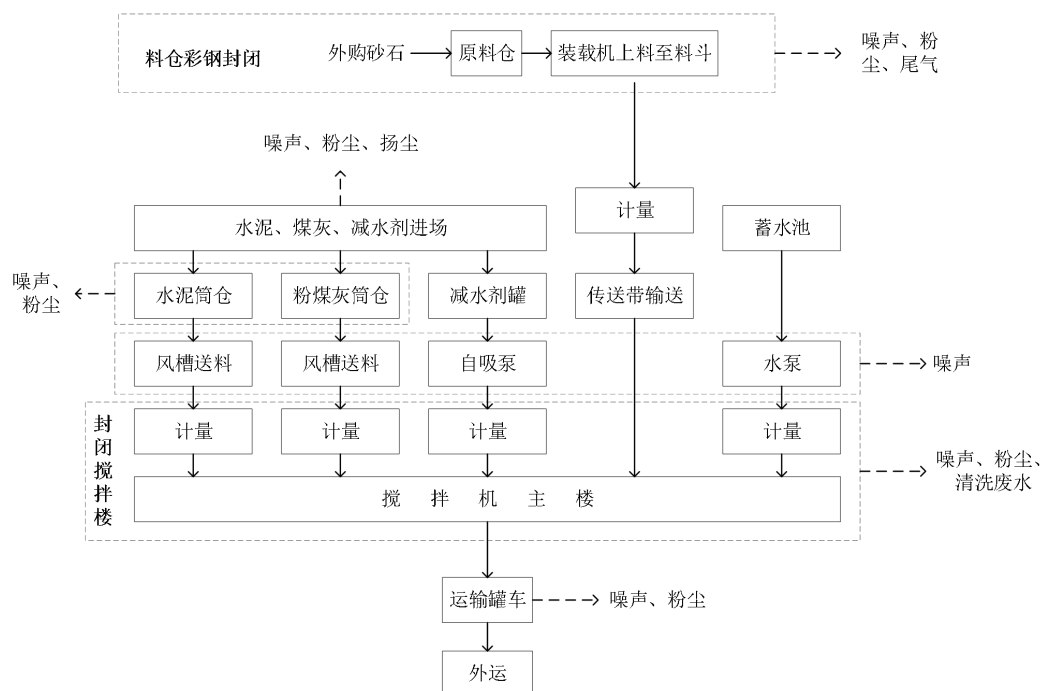 料仓彩钢封闭
外购砂石
原料仓
装载机上料至料斗
噪声、粉
尘、尾气
噪声、粉尘、扬尘
水泥、煤灰、减水剂进场
计量
蓄水池
噪声、
粉尘
水泥筒仓
粉煤灰筒仓
减水剂罐
传送带输送
风槽送料
风槽送料
自吸泵
水泵
噪声
封闭搅拌楼
计量
计量
计量
计量
噪声、粉尘、
清洗废水
搅拌机主楼
运输罐车
噪声、粉尘
外运